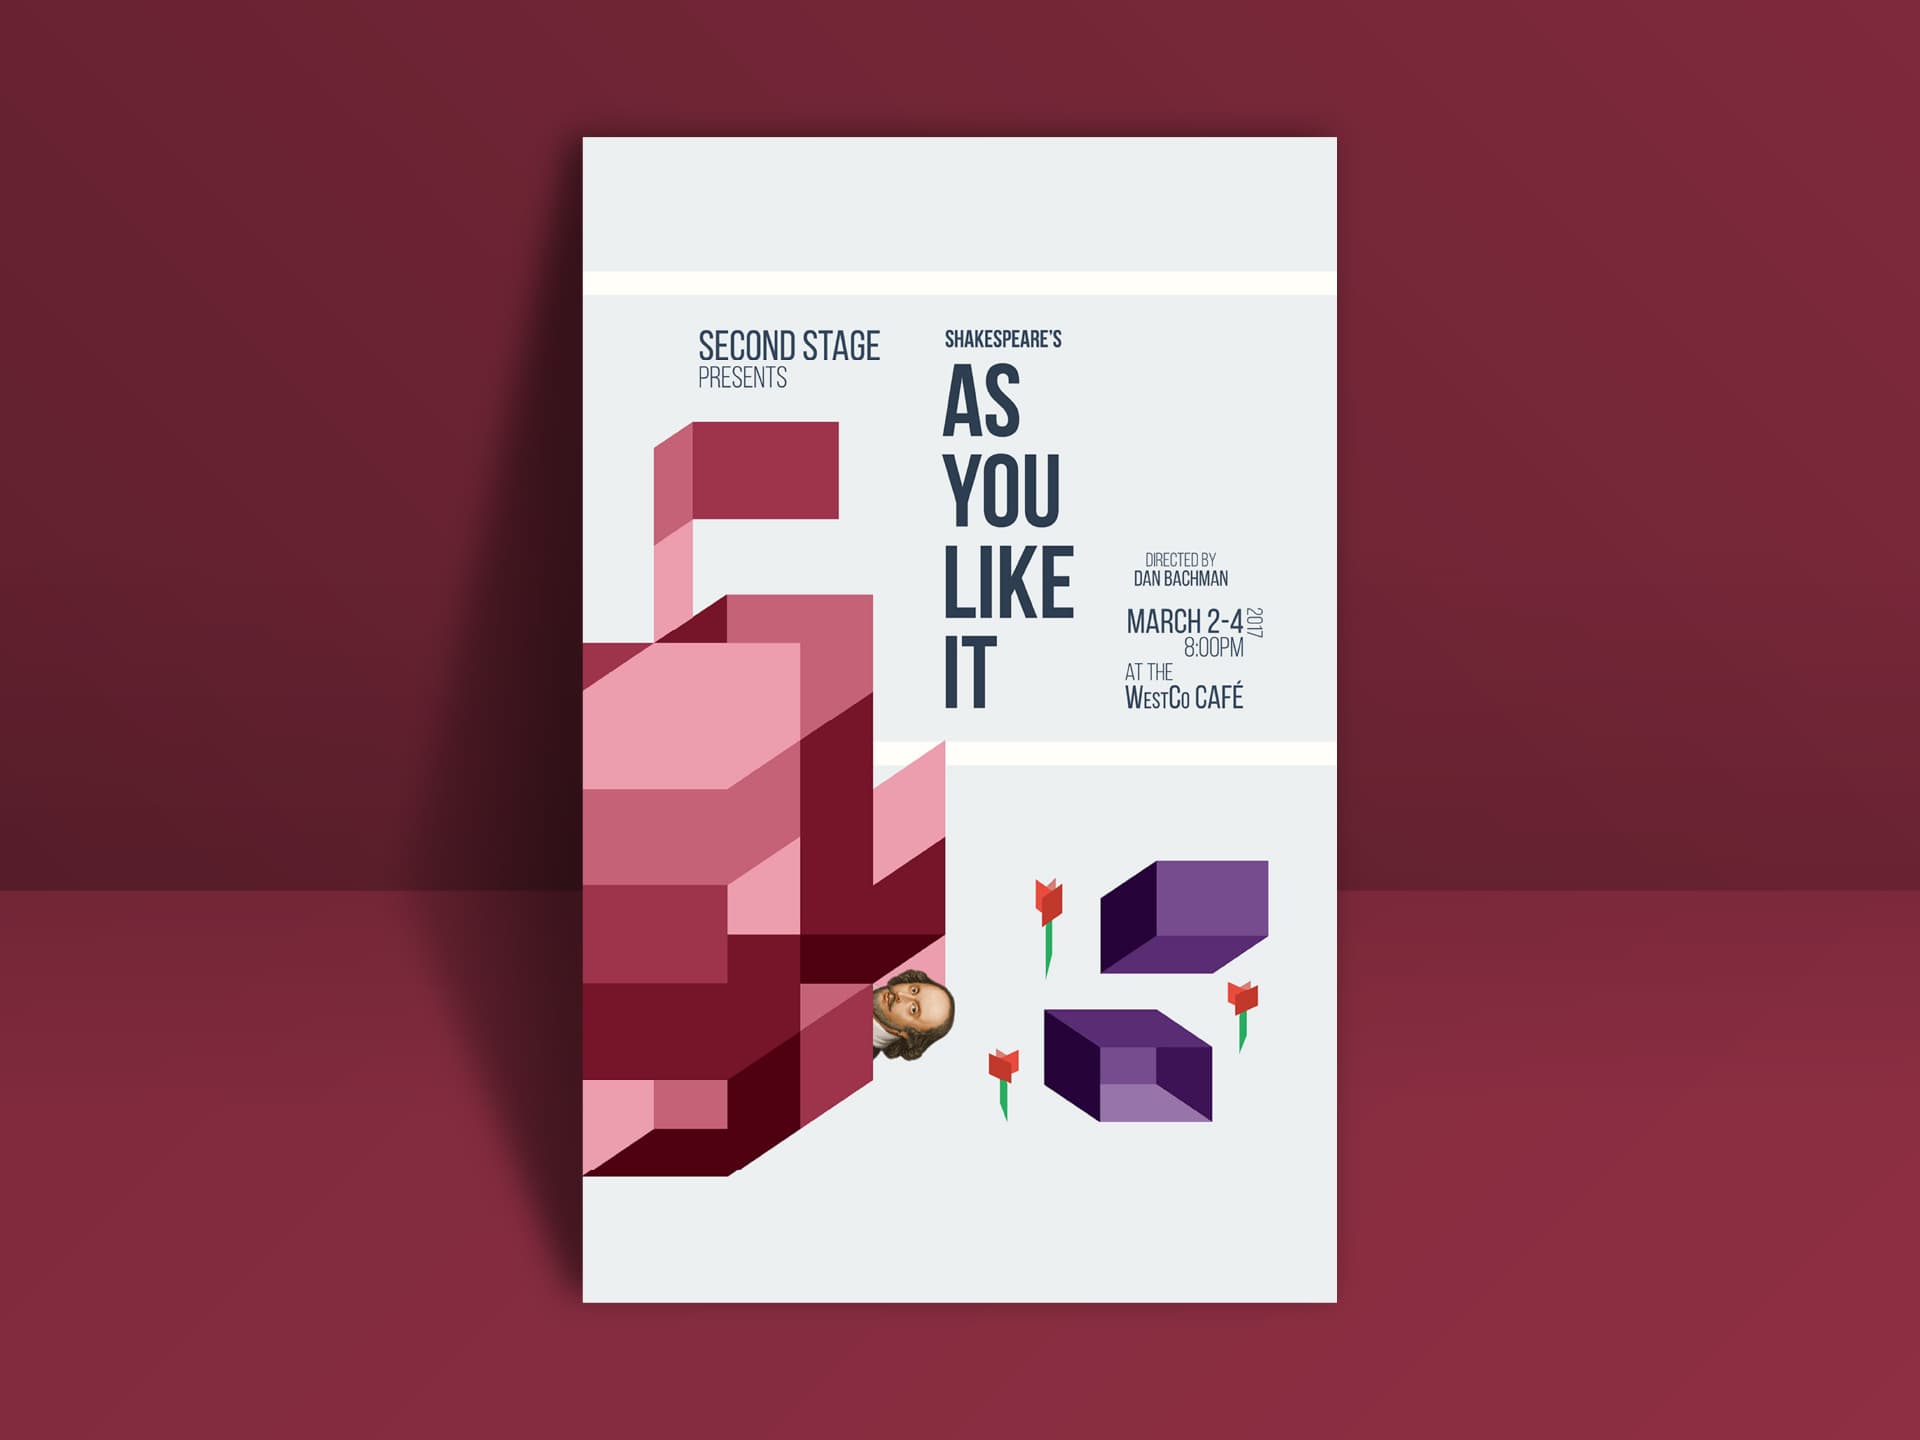 SECOND STAGE
PRESENTS
SHAKESPEARE'S
AS
YOU
LIKE
IT
DIRECTED BY
DAN BACHMAN
MARCH 2-4 2017
8:00PM
AT THE
WESTCO CAFÉ